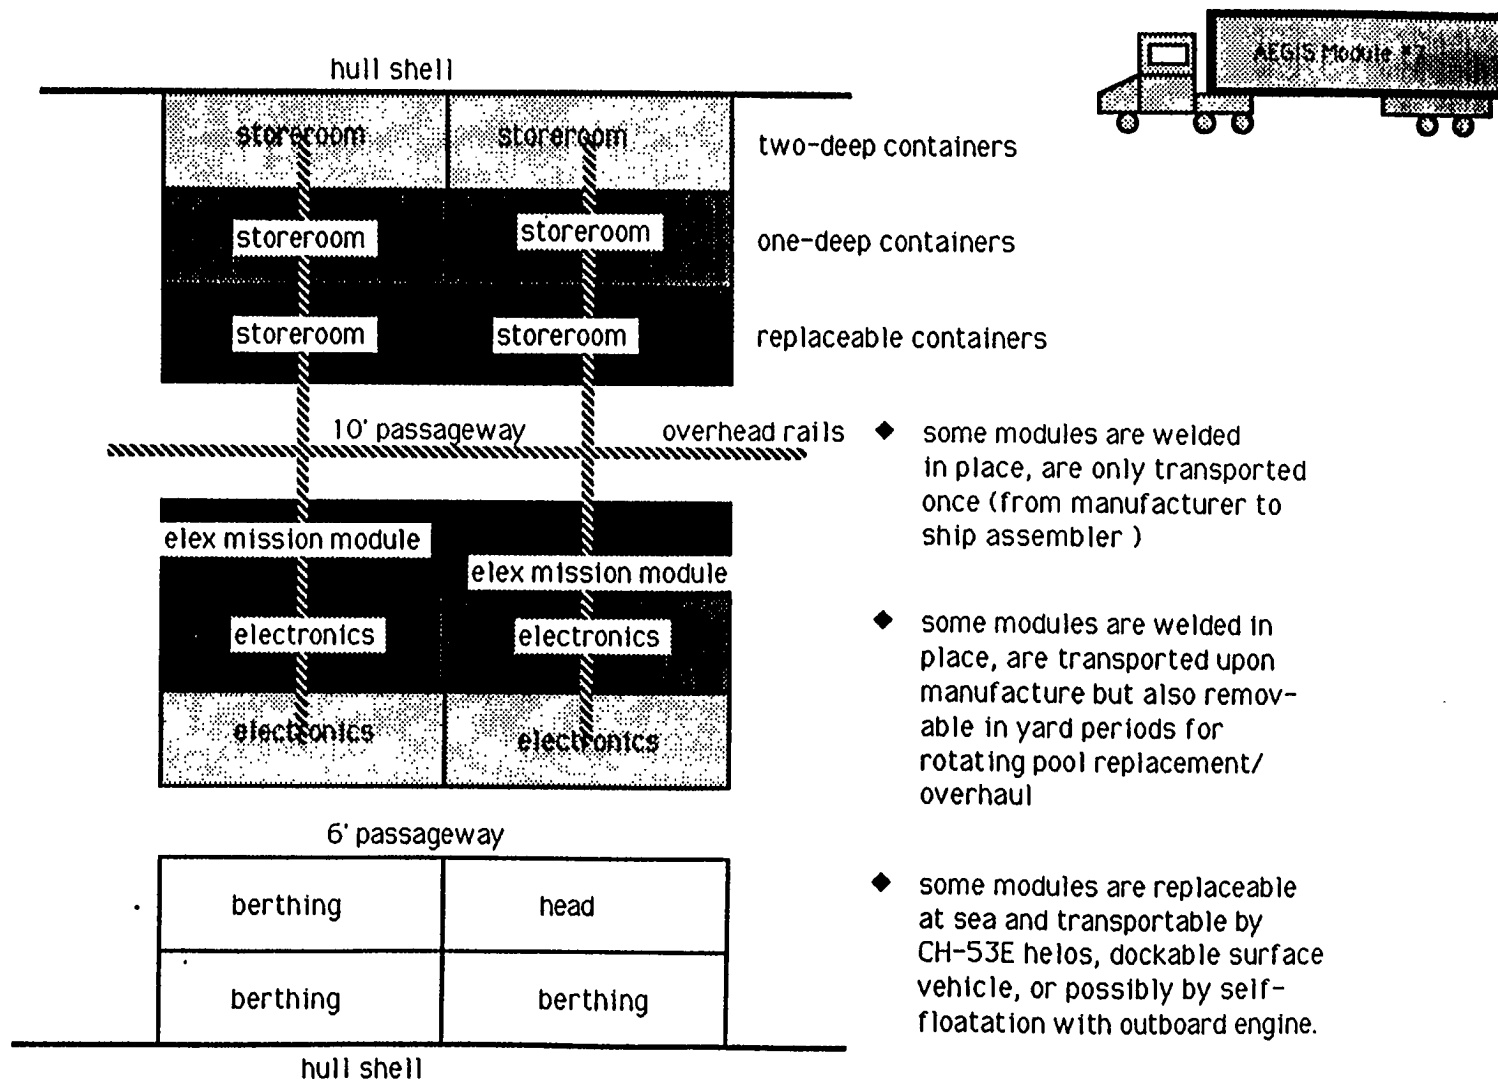 hull shell
AEGIS Module #2
storeroom storeroom
two-deep containers
storeroom storeroom
one-deep containers
storeroom storeroom
replaceable containers
10' passageway
overhead rails
elex mission module
elex mission module
electronics electronics
electronics electronics
6' passageway
berthing head
berthing berthing
hull shell
◆ some modules are welded
in place, are only transported
once (from manufacturer to
ship assembler )
◆ some modules are welded in
place, are transported upon
manufacture but also remov-
able in yard periods for
rotating pool replacement/
overhaul
◆ some modules are replaceable
at sea and transportable by
CH-53E helos, dockable surface
vehicle, or possibly by self-
floatation with outboard engine.